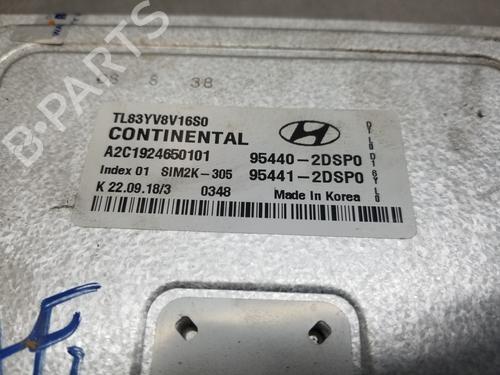 B-Parts
08 8 38
TL83YV8V16S0
CONTINENTAL
A2C1924650101 95440-2DSP0
Index 01 SIM2K-305 95441-2DSP0
K 22.09.18/3 0348 Made in Korea